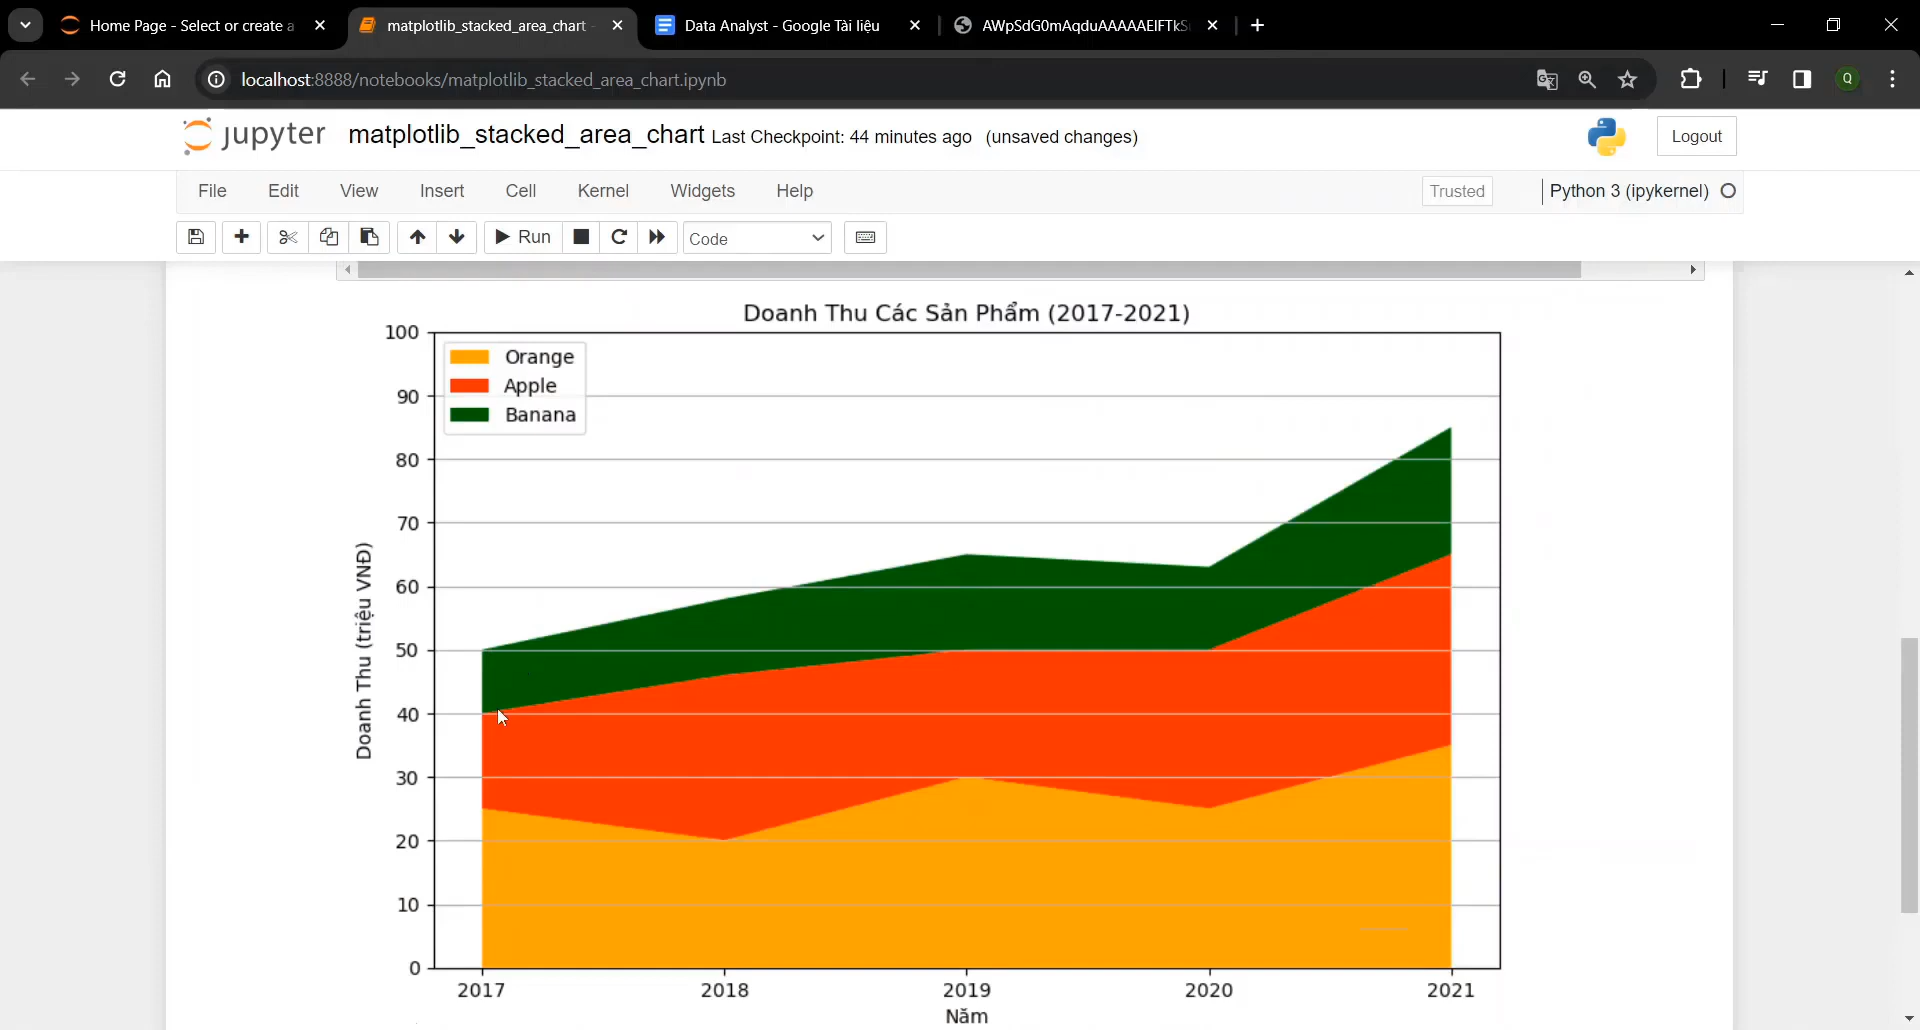 Home Page - Select or create a
matplotlib_stacked_area_chart -
Data Analyst - Google Tài liệu
AWpSdG0mAqduAAAAAElFTkS
localhost:8888/notebooks/matplotlib_stacked_area_chart.ipynb
Q
jupyter matplotlib_stacked_area_chart Last Checkpoint: 44 minutes ago (unsaved changes)
Logout
File Edit View Insert Cell Kernel Widgets Help
Trusted
Python 3 (ipykernel)
Run
Code
Doanh Thu Các Sản Phẩm (2017-2021)
Orange
Apple
Banana
100
90
80
70
60
50
40
30
20
10
0
Doanh Thu (triệu VNĐ)
2017 2018 2019 2020 2021
Năm